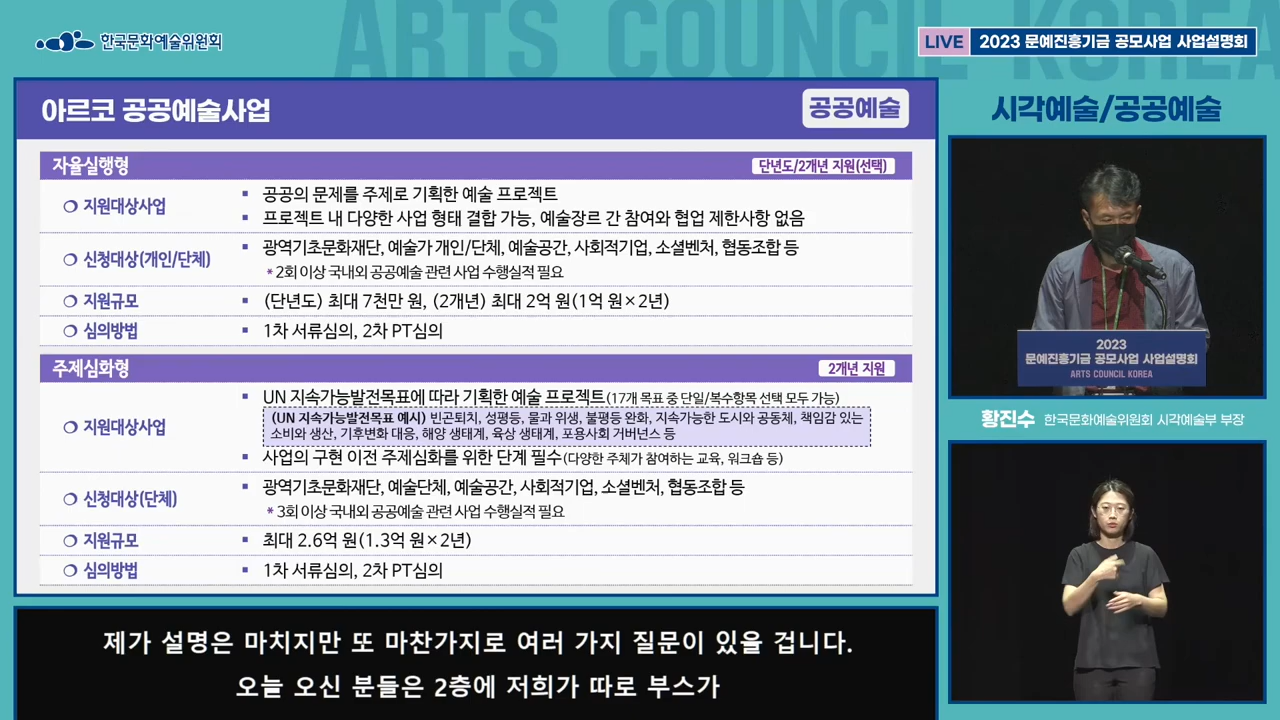 ARTS COUNCIL KOREA
한국문화예술위원회
LIVE 2023 문예진흥기금 공모사업 사업설명회
아르코 공공예술사업
공공예술
자율실행형
단년도/2개년 지원(선택)
지원대상사업
▪ 공공의 문제를 주제로 기획한 예술 프로젝트
▪ 프로젝트 내 다양한 사업 형태 결합 가능, 예술장르 간 참여와 협업 제한사항 없음
신청대상(개인/단체)
▪ 광역기초문화재단, 예술가 개인/단체, 예술공간, 사회적기업, 소셜벤처, 협동조합 등
* 2회 이상 국내외 공공예술 관련 사업 수행실적 필요
지원규모
▪ (단년도) 최대 7천만 원, (2개년) 최대 2억 원(1억 원×2년)
심의방법
▪ 1차 서류심의, 2차 PT심의
주제심화형
2개년 지원
지원대상사업
▪ UN 지속가능발전목표에 따라 기획한 예술 프로젝트(17개 목표 중 단일/복수항목 선택 모두 가능)
(UN 지속가능발전목표 예시) 빈곤퇴치, 성평등, 물과 위생, 불평등 완화, 지속가능한 도시와 공동체, 책임감 있는
소비와 생산, 기후변화 대응, 해양 생태계, 육상 생태계, 포용사회 거버넌스 등
▪ 사업의 구현 이전 주제심화를 위한 단계 필수(다양한 주체가 참여하는 교육, 워크숍 등)
신청대상(단체)
▪ 광역기초문화재단, 예술단체, 예술공간, 사회적기업, 소셜벤처, 협동조합 등
* 3회 이상 국내외 공공예술 관련 사업 수행실적 필요
지원규모
▪ 최대 2.6억 원(1.3억 원×2년)
심의방법
▪ 1차 서류심의, 2차 PT심의
시각예술/공공예술
2023
문예진흥기금 공모사업 사업설명회
ARTS COUNCIL KOREA
황진수 한국문화예술위원회 시각예술부 부장
제가 설명은 마치지만 또 마찬가지로 여러 가지 질문이 있을 겁니다.
오늘 오신 분들은 2층에 저희가 따로 부스가